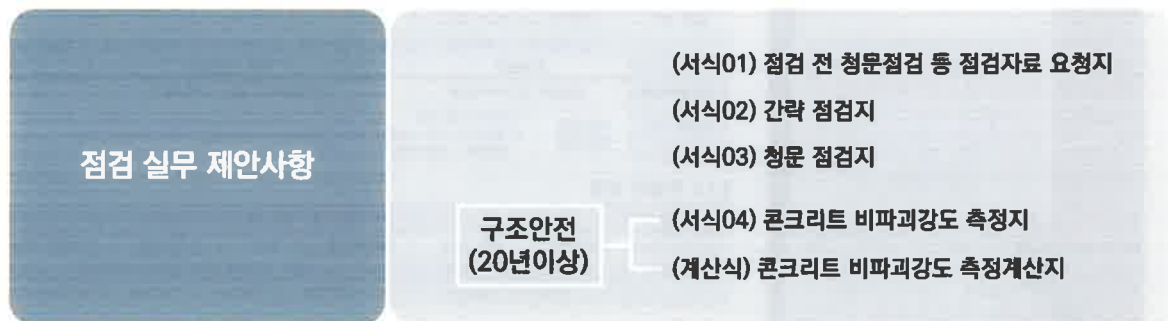 점검 실무 제안사항
(서식01) 점검 전 청문점검 등 점검자료 요청지
(서식02) 간략 점검지
(서식03) 청문 점검지
구조안전
(20년이상)
(서식04) 콘크리트 비파괴강도 측정지
(계산식) 콘크리트 비파괴강도 측정계산지